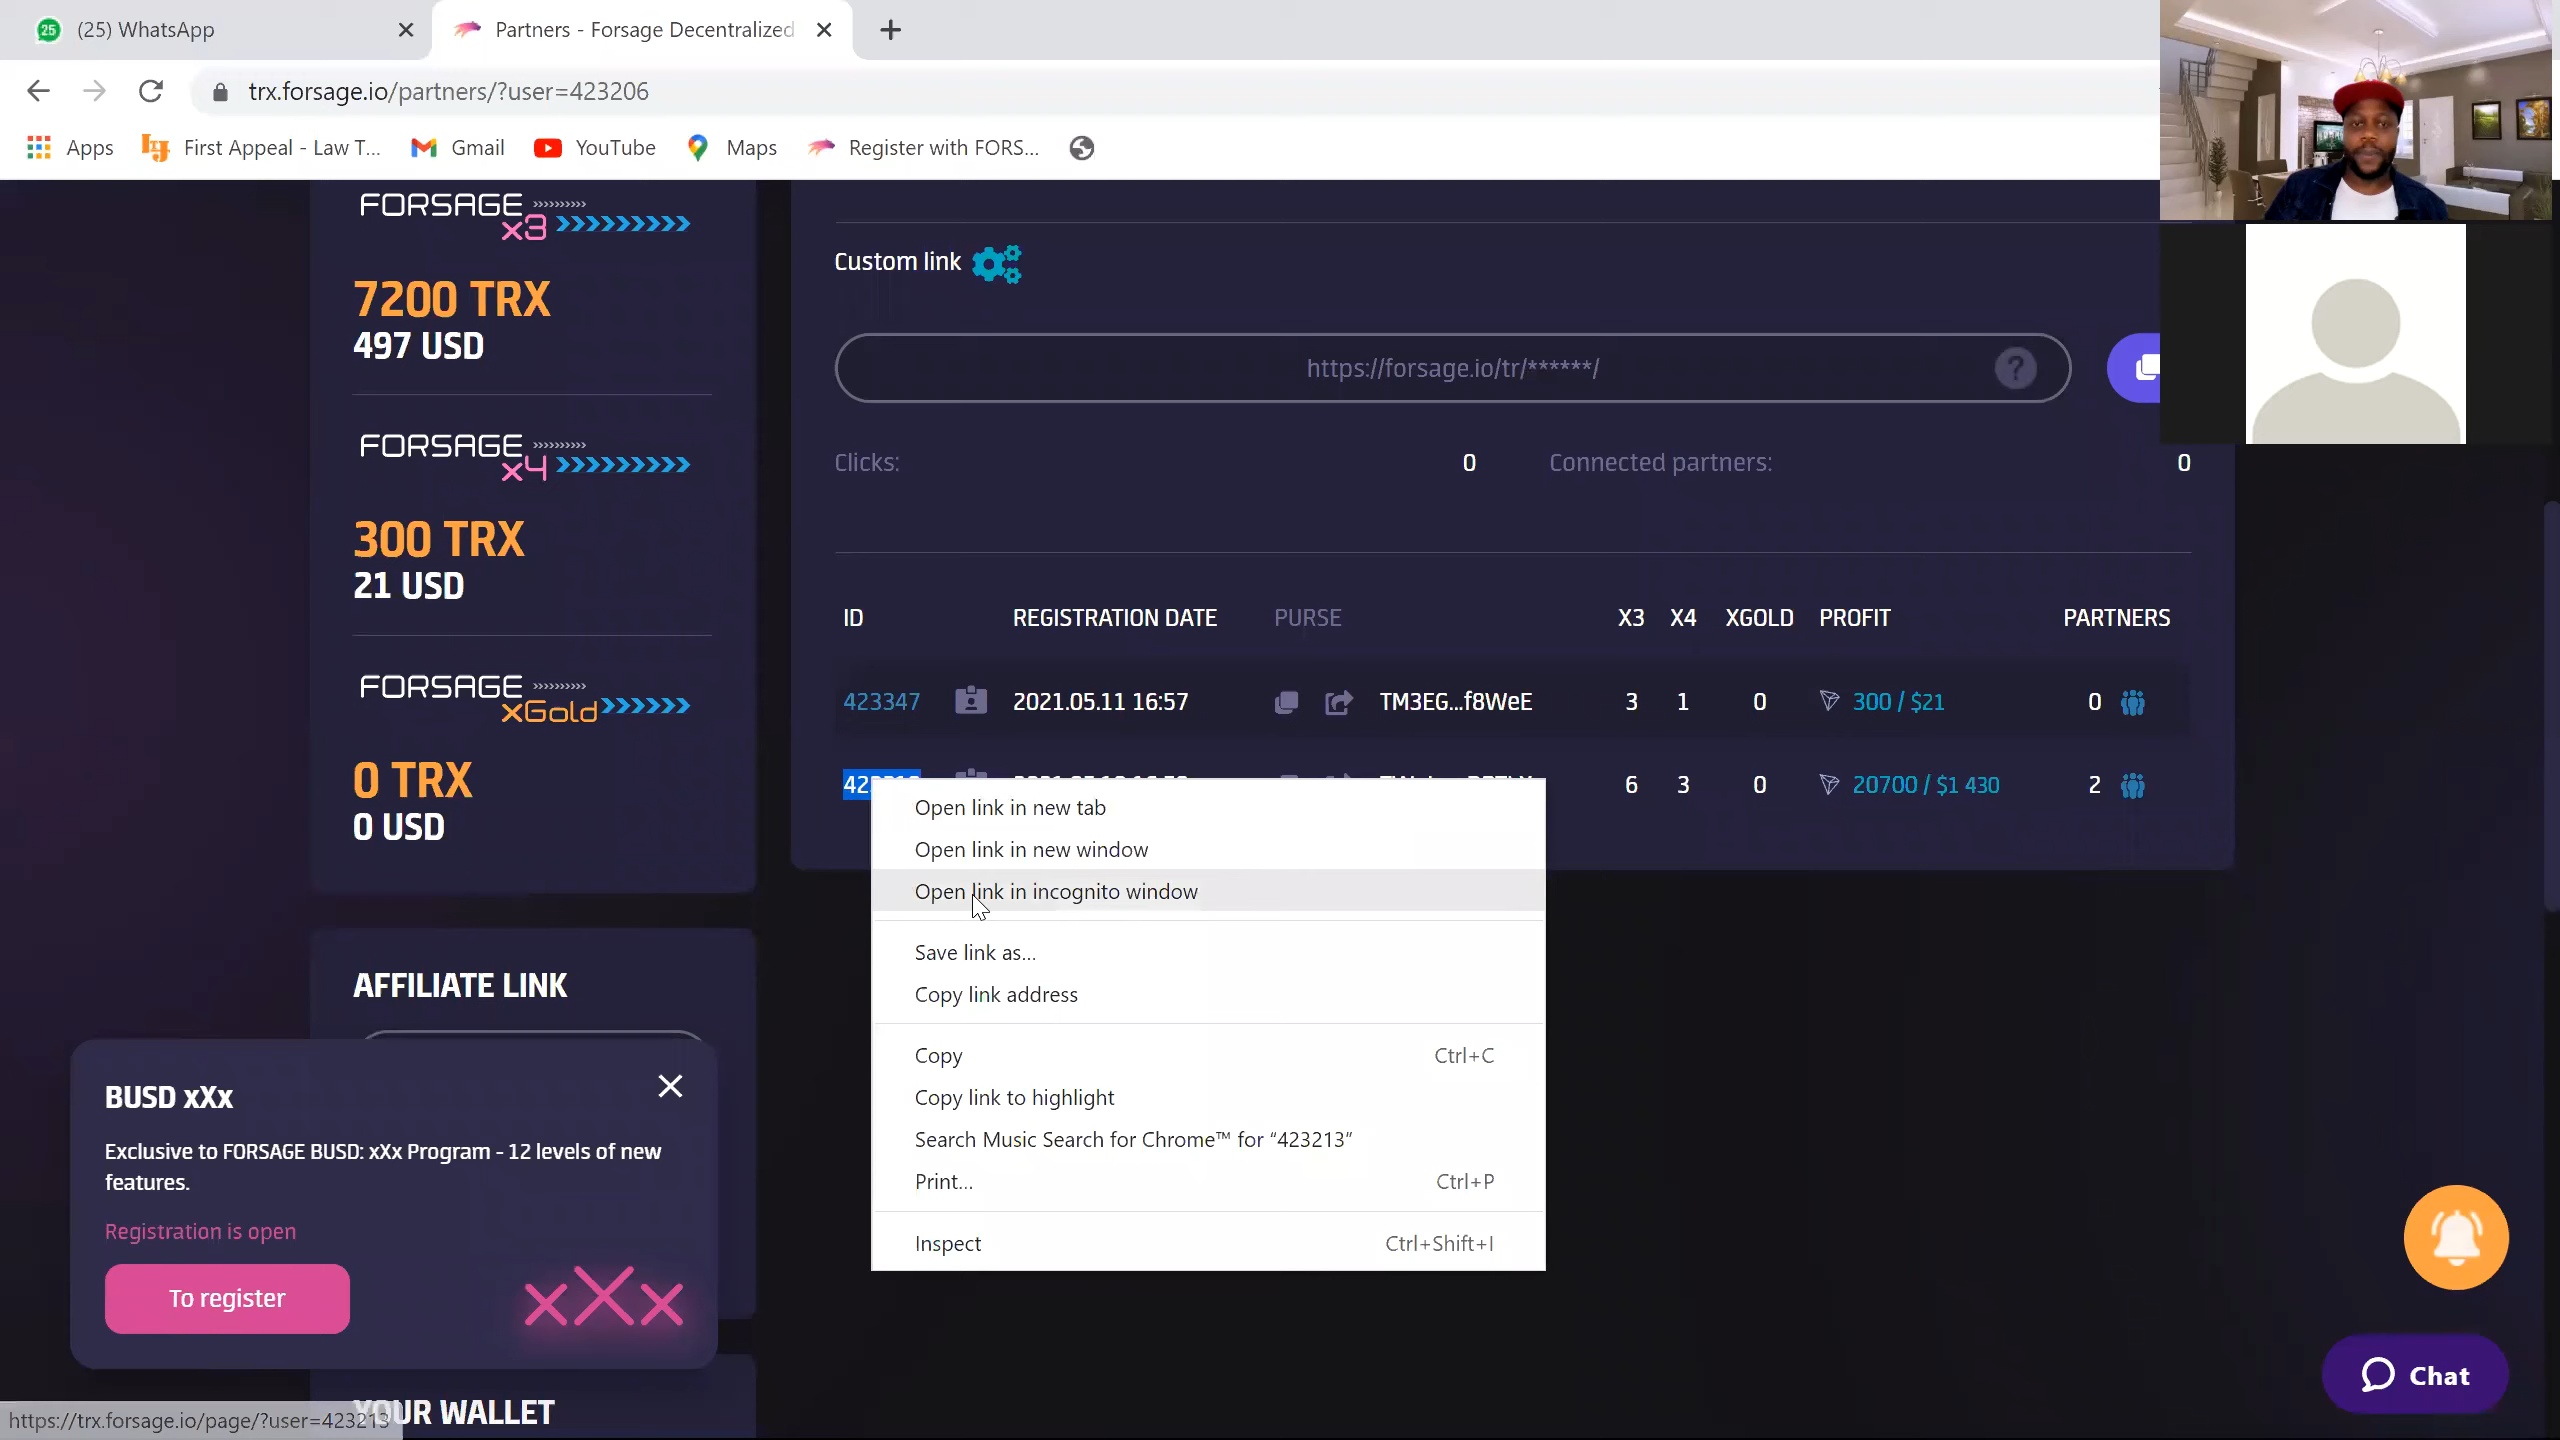 25
(25) WhatsApp
Partners - Forsage Decentralized
trx.forsage.io/partners/?user=423206
Apps
First Appeal - Law T...
Gmail
YouTube
Maps
Register with FORS...
FORSAGE
x3
7200 TRX
497 USD
FORSAGE
x4
300 TRX
21 USD
FORSAGE
xGold
0 TRX
0 USD
AFFILIATE LINK
BUSD xXx
Exclusive to FORSAGE BUSD: xXx Program - 12 levels of new
features.
Registration is open
To register
xXx
YOUR WALLET
https://trx.forsage.io/page/?user=423213
Custom link
https://forsage.io/tr/******/
?
Clicks: 0 Connected partners: 0
ID REGISTRATION DATE PURSE X3 X4 XGOLD PROFIT PARTNERS
423347 2021.05.11 16:57 TM3EG...f8WeE 3 1 0 300 / $21 0
6 3 0 20700 / $1 430 2
Open link in new tab
Open link in new window
Open link in incognito window
Save link as...
Copy link address
Copy Ctrl+C
Copy link to highlight
Search Music Search for Chrome™ for “423213”
Print... Ctrl+P
Inspect Ctrl+Shift+I
Chat